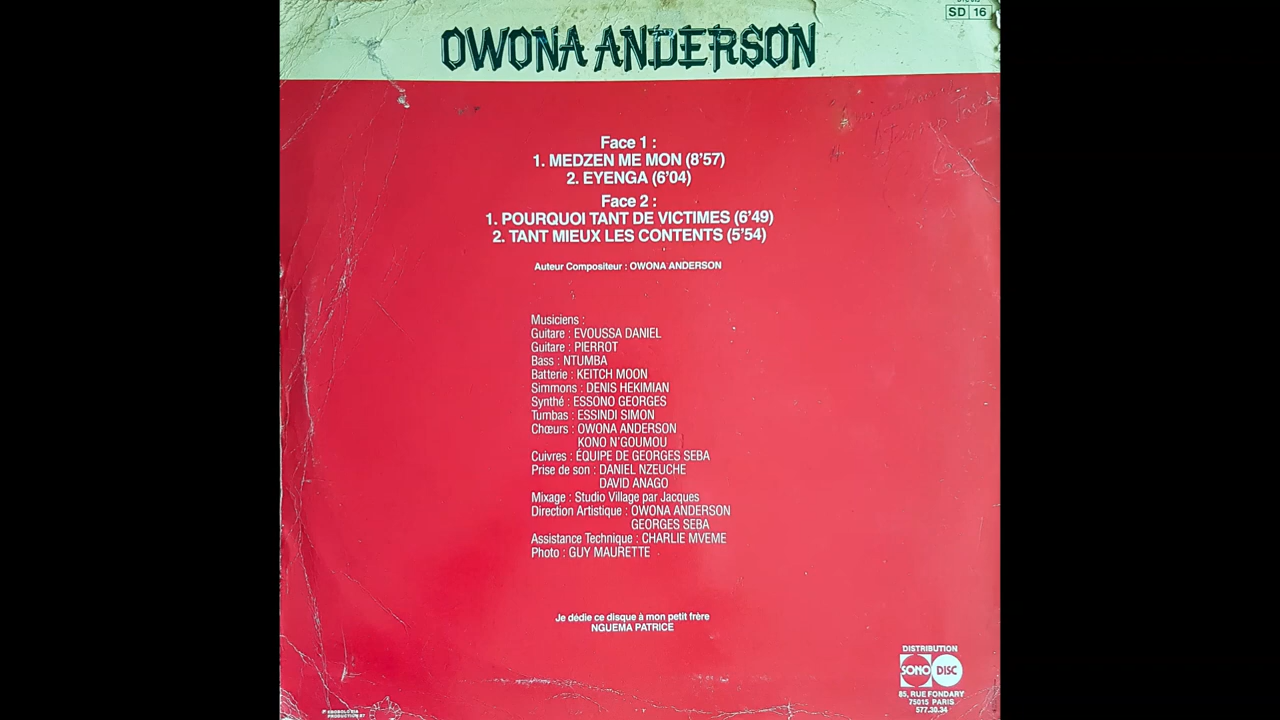 SD 16
OWONA ANDERSON
Face 1 :
1. MEDZEN ME MON (8'57)
2. EYENGA (6'04)
Face 2 :
1. POURQUOI TANT DE VICTIMES (6'49)
2. TANT MIEUX LES CONTENTS (5'54)
Auteur Compositeur : OWONA ANDERSON
Musiciens :
Guitare : EVOUSSA DANIEL
Guitare : PIERROT
Bass : NTUMBA
Batterie : KEITCH MOON
Simmons : DENIS HEKIMIAN
Synthé : ESSONO GEORGES
Tumbas : ESSINDI SIMON
Chœurs : OWONA ANDERSON
KONO N'GOUMOU
Cuivres : ÉQUIPE DE GEORGES SEBA
Prise de son : DANIEL NZEUCHE
DAVID ANAGO
Mixage : Studio Village par Jacques
Direction Artistique : OWONA ANDERSON
GEORGES SEBA
Assistance Technique : CHARLIE MVEME
Photo : GUY MAURETTE
Je dédie ce disque à mon petit frère
NGUEMA PATRICE
DISTRIBUTION
SONO DISC
85, RUE FONDARY
75015 PARIS
577.30.34